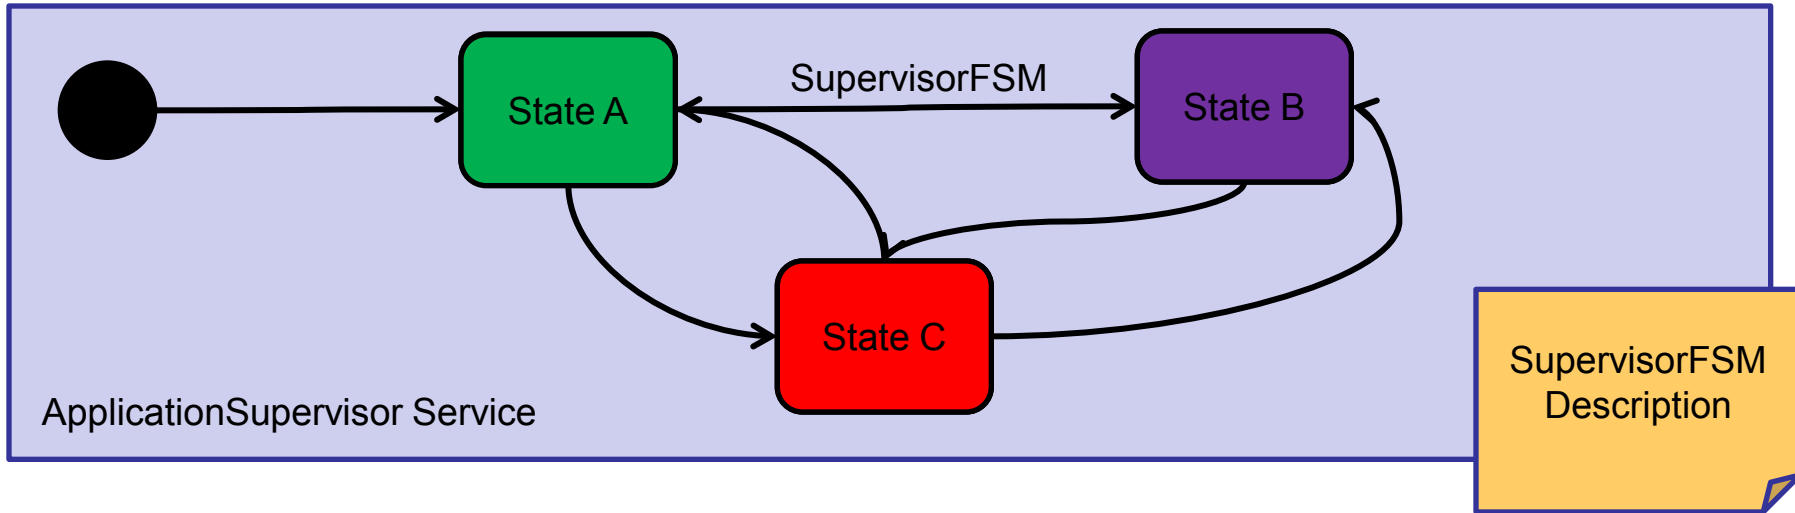 SupervisorFSM
State A
State B
State C
ApplicationSupervisor Service
SupervisorFSM
Description